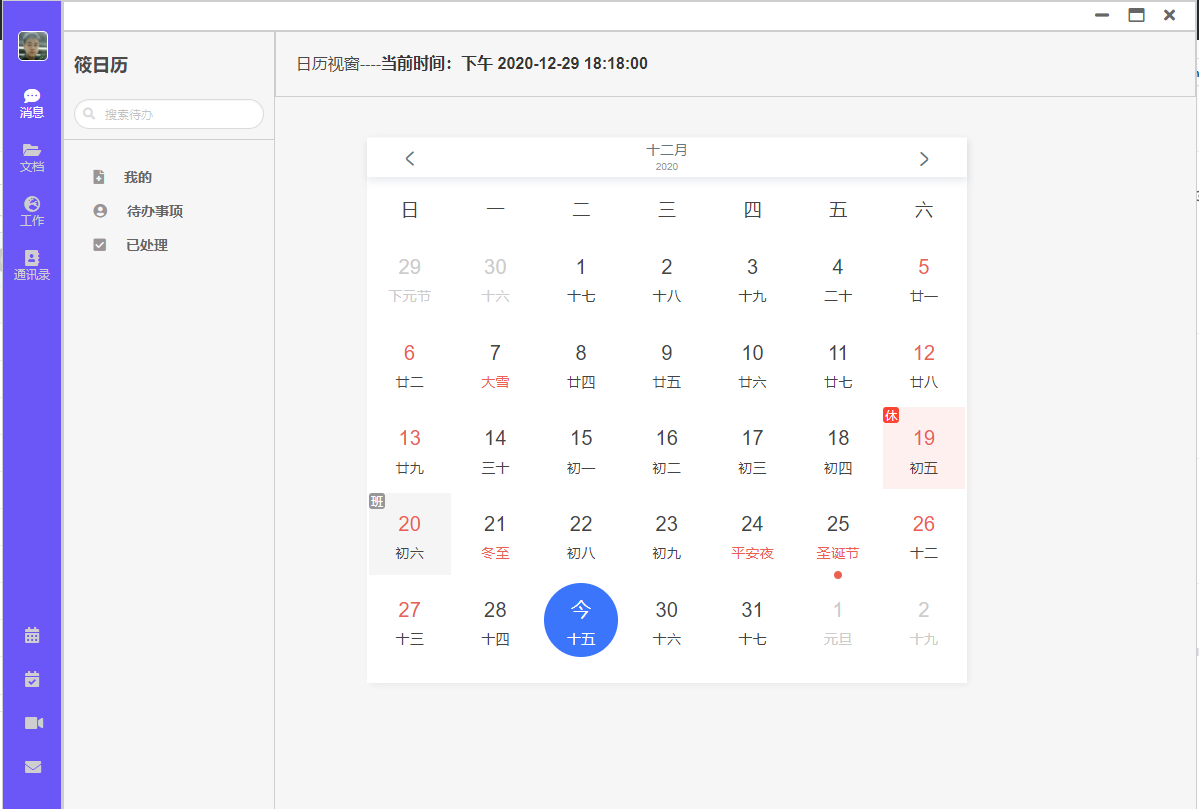 筱日历
搜索待办
消息
文档
工作
通讯录
我的
待办事项
已处理
日历视窗----当前时间：下午 2020-12-29 18:18:00
十二月
2020
日 一 二 三 四 五 六
29 30 1 2 3 4 5
下元节 十六 十七 十八 十九 二十 廿一
6 7 8 9 10 11 12
廿二 大雪 廿四 廿五 廿六 廿七 廿八
休
13 14 15 16 17 18 19
廿九 三十 初一 初二 初三 初四 初五
班
20 21 22 23 24 25 26
初六 冬至 初八 初九 平安夜 圣诞节 十二
27 28 今 30 31 1 2
十三 十四 十五 十六 十七 元旦 十九